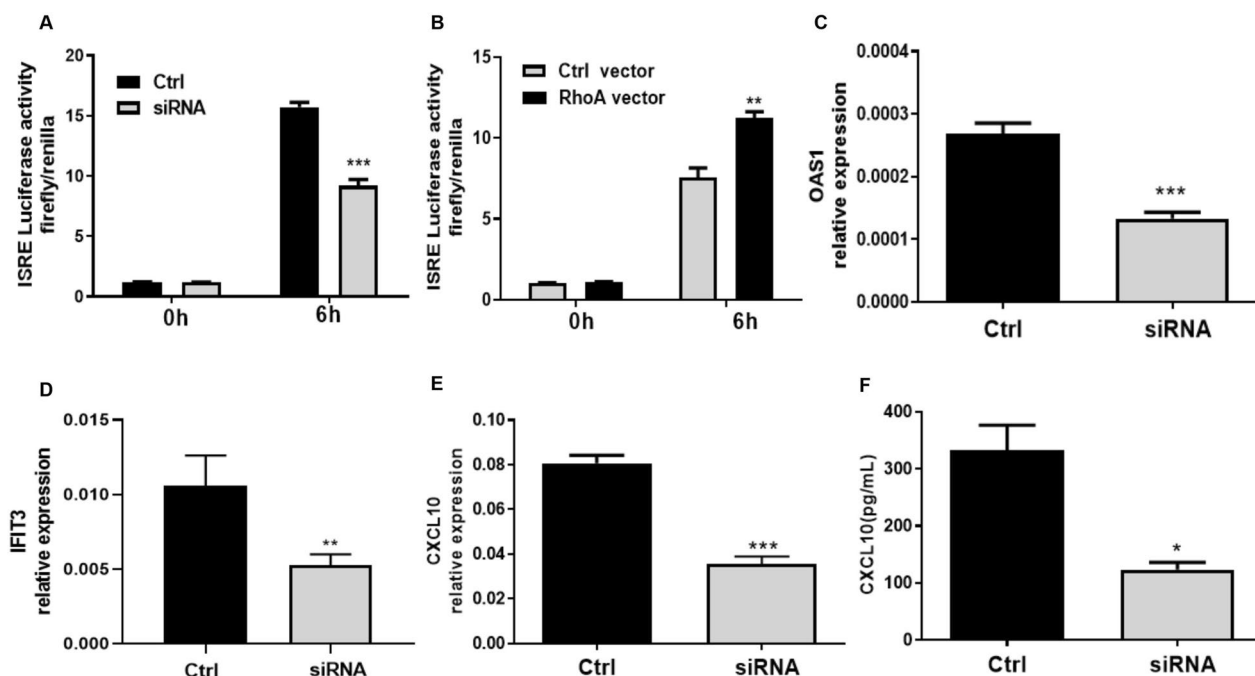 A
ISRE Luciferase activity
firefly/renilla
20
15
10
5
0
Ctrl
siRNA
***
0h
6h
B
ISRE Luciferase activity
firefly/renilla
15
10
5
0
Ctrl vector
RhoA vector
**
0h
6h
C
OAS1
relative expression
0.0004
0.0003
0.0002
0.0001
0.0000
***
Ctrl
siRNA
D
IFIT3
relative expression
0.015
0.010
0.005
0.000
**
Ctrl
siRNA
E
CXCL10
relative expression
0.10
0.08
0.06
0.04
0.02
0.00
***
Ctrl
siRNA
F
CXCL10(pg/mL)
400
300
200
100
0
*
Ctrl
siRNA